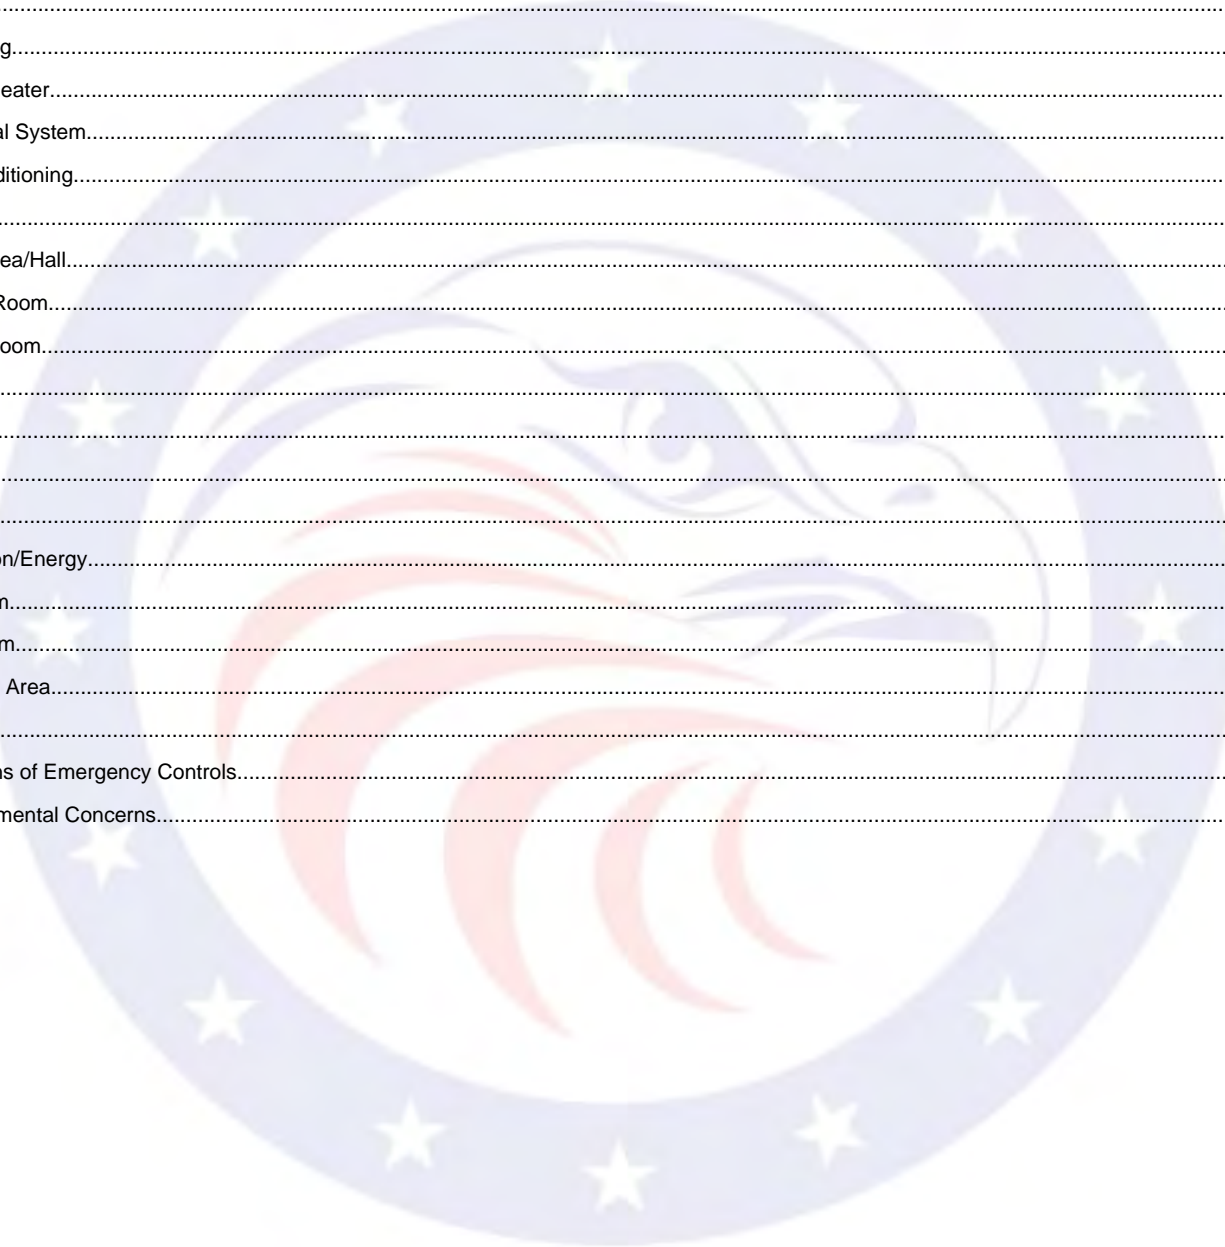 ........................................................................
g........................................................................
eater........................................................................
al System........................................................................
ditioning........................................................................
........................................................................
ea/Hall........................................................................
Room........................................................................
oom........................................................................
........................................................................
........................................................................
........................................................................
........................................................................
on/Energy........................................................................
m........................................................................
m........................................................................
Area........................................................................
........................................................................
ns of Emergency Controls........................................................................
mental Concerns........................................................................